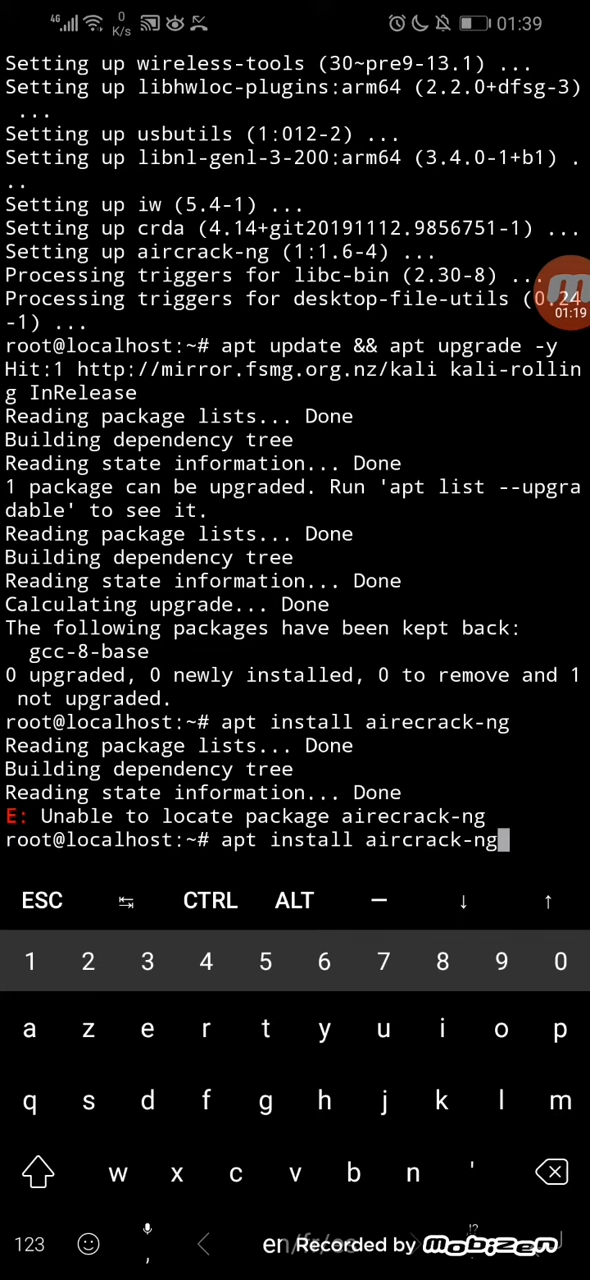 4G 0 K/s 01:39
Setting up wireless-tools (30~pre9-13.1) ...
Setting up libhwloc-plugins:arm64 (2.2.0+dfsg-3)
...
Setting up usbutils (1:012-2) ...
Setting up libnl-genl-3-200:arm64 (3.4.0-1+b1) .
..
Setting up iw (5.4-1) ...
Setting up crda (4.14+git20191112.9856751-1) ...
Setting up aircrack-ng (1:1.6-4) ...
Processing triggers for libc-bin (2.30-8) ...
Processing triggers for desktop-file-utils (0.24
-1) ...
01:19
root@localhost:~# apt update && apt upgrade -y
Hit:1 http://mirror.fsmg.org.nz/kali kali-rollin
g InRelease
Reading package lists... Done
Building dependency tree
Reading state information... Done
1 package can be upgraded. Run 'apt list --upgra
dable' to see it.
Reading package lists... Done
Building dependency tree
Reading state information... Done
Calculating upgrade... Done
The following packages have been kept back:
gcc-8-base
0 upgraded, 0 newly installed, 0 to remove and 1
not upgraded.
root@localhost:~# apt install airecrack-ng
Reading package lists... Done
Building dependency tree
Reading state information... Done
E: Unable to locate package airecrack-ng
root@localhost:~# apt install aircrack-ng
ESC ↹ CTRL ALT — ↓ ↑
1 2 3 4 5 6 7 8 9 0
a z e r t y u i o p
q s d f g h j k l m
w x c v b n '
123 , en/fr/es !?
Recorded by mobizen